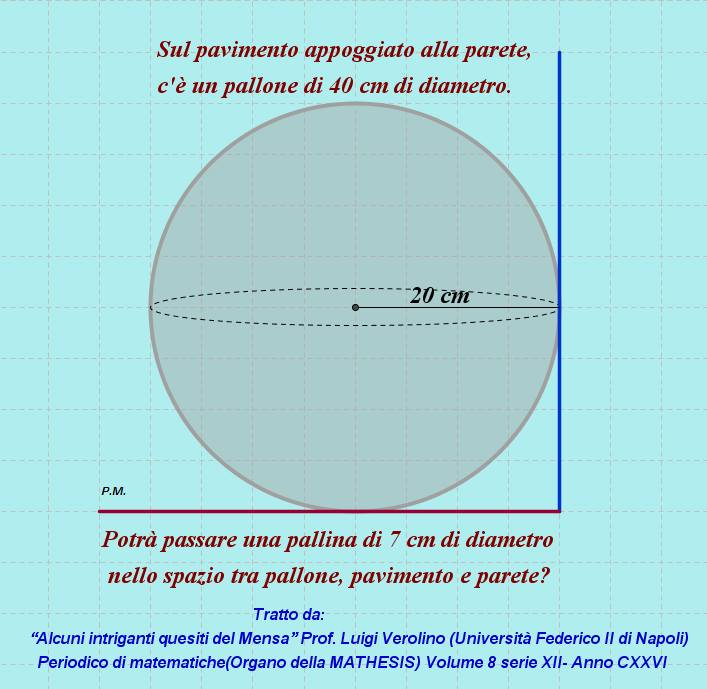 Sul pavimento appoggiato alla parete,
c'è un pallone di 40 cm di diametro.
20 cm
P.M.
Potrà passare una pallina di 7 cm di diametro
nello spazio tra pallone, pavimento e parete?
Tratto da:
“Alcuni intriganti quesiti del Mensa” Prof. Luigi Verolino (Università Federico II di Napoli)
Periodico di matematiche(Organo della MATHESIS) Volume 8 serie XII- Anno CXXVI